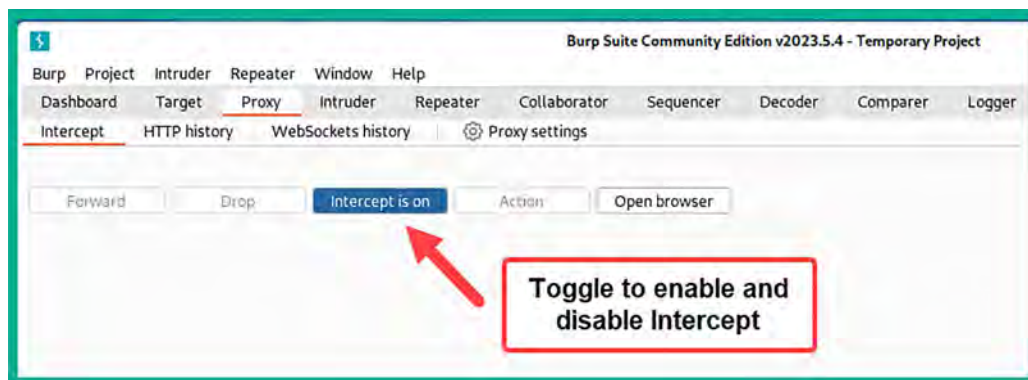 Burp Suite Community Edition v2023.5.4 - Temporary Project
Burp Project Intruder Repeater Window Help
Dashboard Target Proxy Intruder Repeater Collaborator Sequencer Decoder Comparer Logger
Intercept HTTP history WebSockets history Proxy settings
Forward Drop Intercept is on Action Open browser
Toggle to enable and
disable Intercept